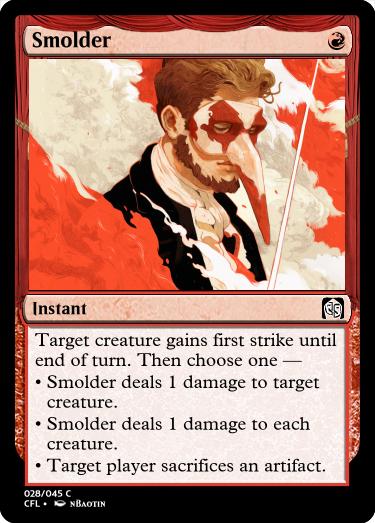 Smolder
Instant
Target creature gains first strike until
end of turn. Then choose one —
• Smolder deals 1 damage to target
creature.
• Smolder deals 1 damage to each
creature.
• Target player sacrifices an artifact.
028/045 C
CFL • nBaotin